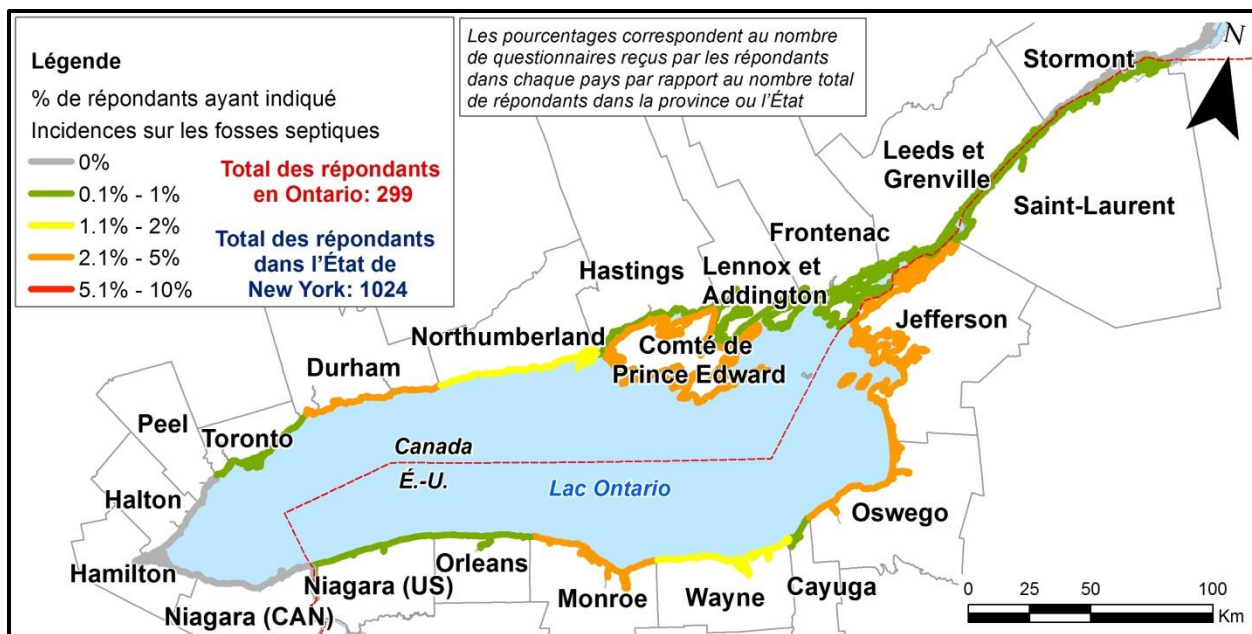 Légende
% de répondants ayant indiqué
Incidences sur les fosses septiques
0%
0.1% - 1%
1.1% - 2%
2.1% - 5%
5.1% - 10%
Total des répondants
en Ontario: 299
Total des répondants
dans l'État de
New York: 1024
Les pourcentages correspondent au nombre
de questionnaires reçus par les répondants
dans chaque pays par rapport au nombre total
de répondants dans la province ou l'État
N
Stormont
Leeds et
Grenville
Saint-Laurent
Frontenac
Lennox et
Addington
Hastings
Jefferson
Northumberland
Comté de
Prince Edward
Durham
Peel
Toronto
Canada
É.-U.
Lac Ontario
Halton
Oswego
Hamilton
Niagara (US)
Orleans
Cayuga
Niagara (CAN)
Monroe
Wayne
0 25 50 100
Km